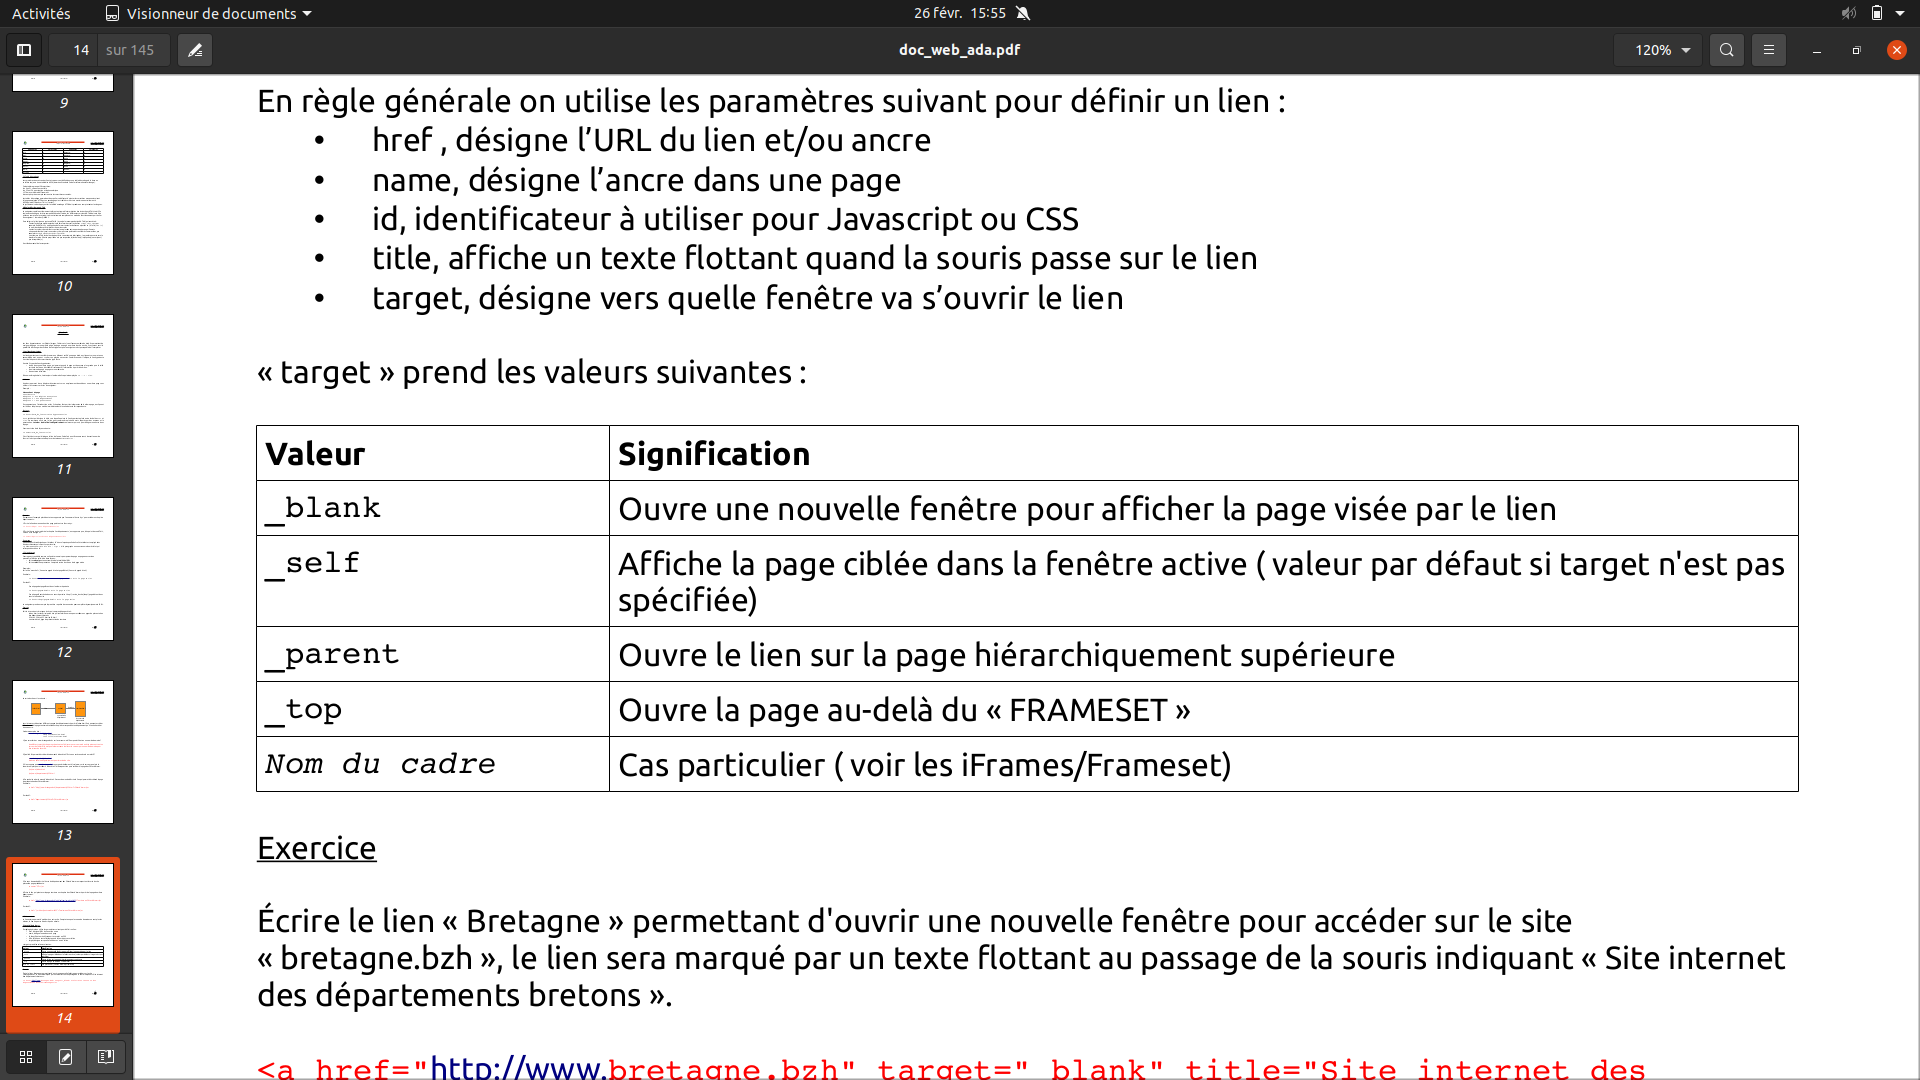 Activités
Visionneur de documents
26 févr. 15:55
14 sur 145
doc_web_ada.pdf
120%
9
10
11
12
13
14
En règle générale on utilise les paramètres suivant pour définir un lien :
• href , désigne l’URL du lien et/ou ancre
• name, désigne l’ancre dans une page
• id, identificateur à utiliser pour Javascript ou CSS
• title, affiche un texte flottant quand la souris passe sur le lien
• target, désigne vers quelle fenêtre va s’ouvrir le lien
« target » prend les valeurs suivantes :
Valeur Signification
_blank Ouvre une nouvelle fenêtre pour afficher la page visée par le lien
_self Affiche la page ciblée dans la fenêtre active ( valeur par défaut si target n'est pas
spécifiée)
_parent Ouvre le lien sur la page hiérarchiquement supérieure
_top Ouvre la page au-delà du « FRAMESET »
Nom du cadre Cas particulier ( voir les iFrames/Frameset)
Exercice
Écrire le lien « Bretagne » permettant d'ouvrir une nouvelle fenêtre pour accéder sur le site
« bretagne.bzh », le lien sera marqué par un texte flottant au passage de la souris indiquant « Site internet
des départements bretons ».
<a href="http://www.bretagne.bzh" target="_blank" title="Site internet des